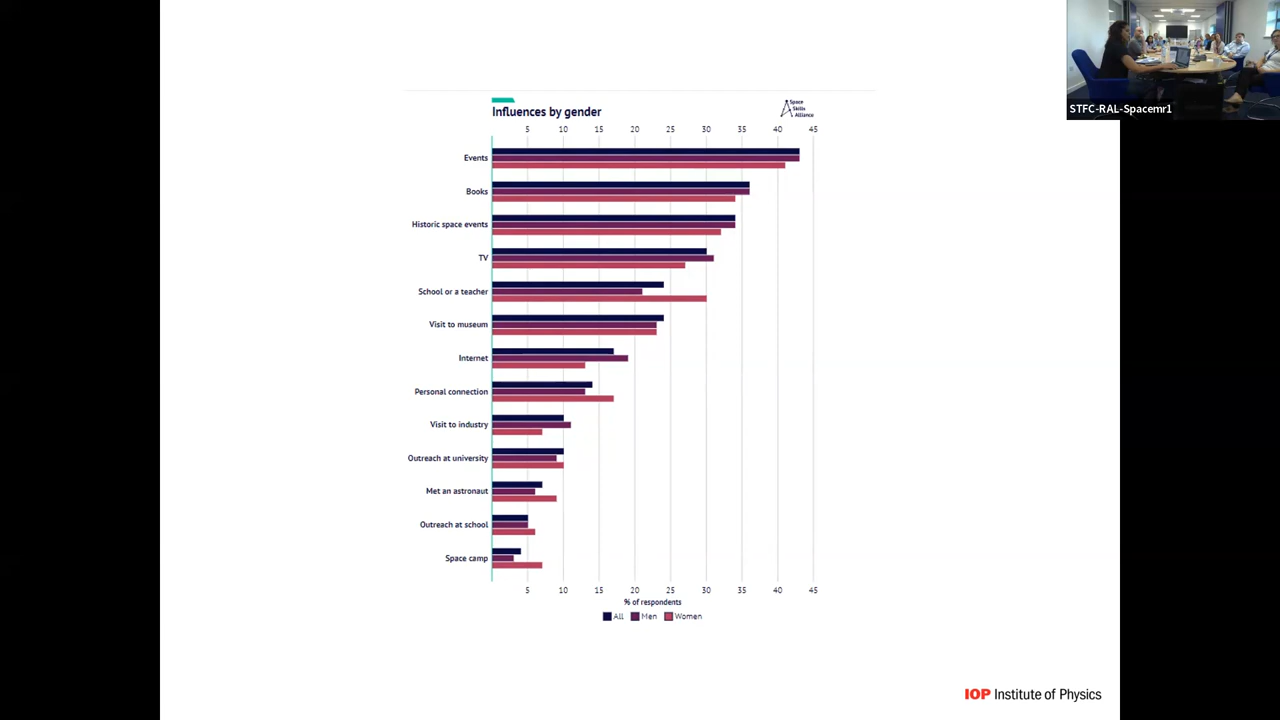 STFC-RAL-Spacemr1
Influences by gender
Space
Skills
Alliance
5 10 15 20 25 30 35 40 45
Events
Books
Historic space events
TV
School or a teacher
Visit to museum
Internet
Personal connection
Visit to industry
Outreach at university
Met an astronaut
Outreach at school
Space camp
5 10 15 20 25 30 35 40 45
% of respondents
All Men Women
IOP Institute of Physics